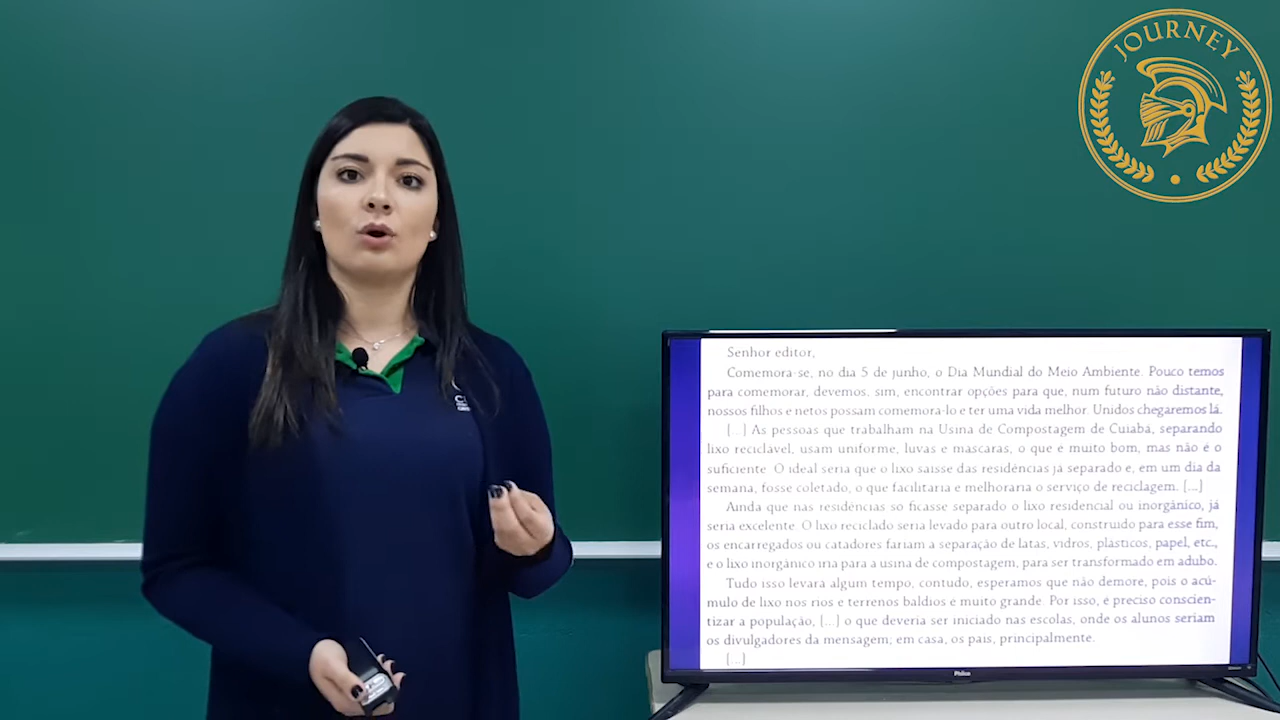 JOURNEY
Senhor editor,
Comemora-se, no dia 5 de junho, o Dia Mundial do Meio Ambiente. Pouco temos
para comemorar, devemos, sim, encontrar opções para que, num futuro não distante,
nossos filhos e netos possam comemorá-lo e ter uma vida melhor. Unidos chegaremos lá.
[...] As pessoas que trabalham na Usina de Compostagem de Cuiabá, separando
lixo reciclável, usam uniforme, luvas e máscaras, o que é muito bom, mas não é o
suficiente. O ideal seria que o lixo saísse das residências já separado e, em um dia da
semana, fosse coletado, o que facilitaria e melhoraria o serviço de reciclagem. [...]
Ainda que nas residências só ficasse separado o lixo residencial ou inorgânico, já
seria excelente. O lixo reciclado seria levado para outro local, construído para esse fim,
os encarregados ou catadores fariam a separação de latas, vidros, plásticos, papel, etc.,
e o lixo inorgânico iria para a usina de compostagem, para ser transformado em adubo.
Tudo isso levará algum tempo, contudo, esperamos que não demore, pois o acú-
mulo de lixo nos rios e terrenos baldios é muito grande. Por isso, é preciso conscien-
tizar a população, [...] o que deveria ser iniciado nas escolas, onde os alunos seriam
os divulgadores da mensagem; em casa, os pais, principalmente.
[...]
Philco